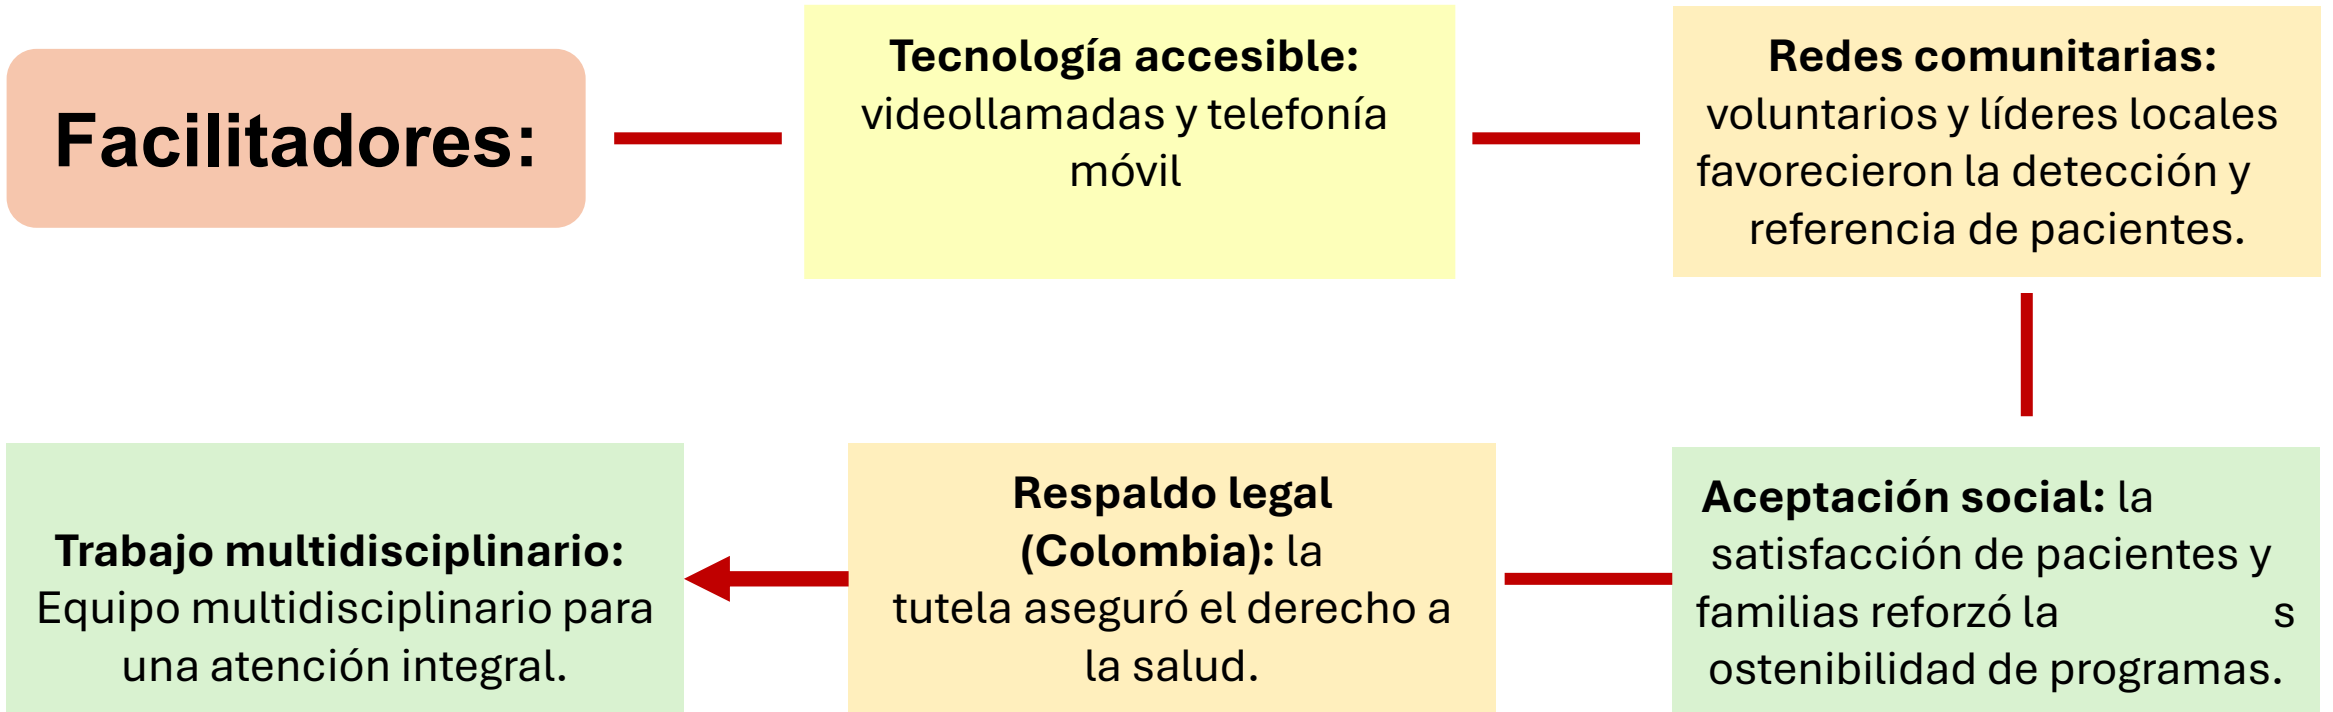 Facilitadores:
Tecnología accesible:
videollamadas y telefonía
móvil
Redes comunitarias:
voluntarios y líderes locales
favorecieron la detección y
referencia de pacientes.
Aceptación social: la
satisfacción de pacientes y
familias reforzó la s
ostenibilidad de programas.
Respaldo legal
(Colombia): la
tutela aseguró el derecho a
la salud.
Trabajo multidisciplinario:
Equipo multidisciplinario para
una atención integral.